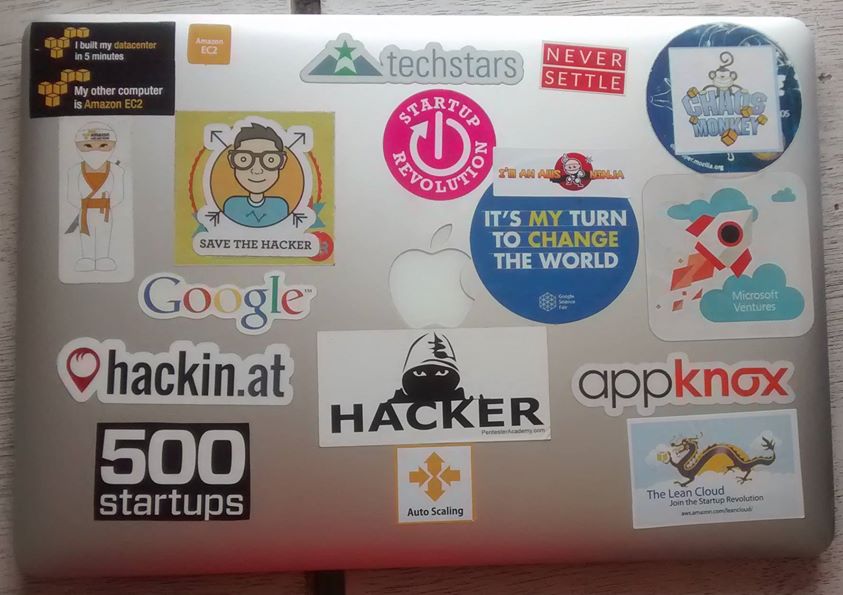 I built my datacenter
in 5 minutes
My other computer
is Amazon EC2
Amazon
EC2
techstars
NEVER
SETTLE
CHAOS
MONKEY
STARTUP
REVOLUTION
I'M AN AWS NINJA
SAVE THE HACKER
IT'S MY TURN
TO CHANGE
THE WORLD
Google
Science
Fair
Microsoft
Ventures
Google™
hackin.at
HACKER
PentesterAcademy.com
appknox
500
startups
Auto Scaling
The Lean Cloud
Join the Startup Revolution
aws.amazon.com/leancloud/